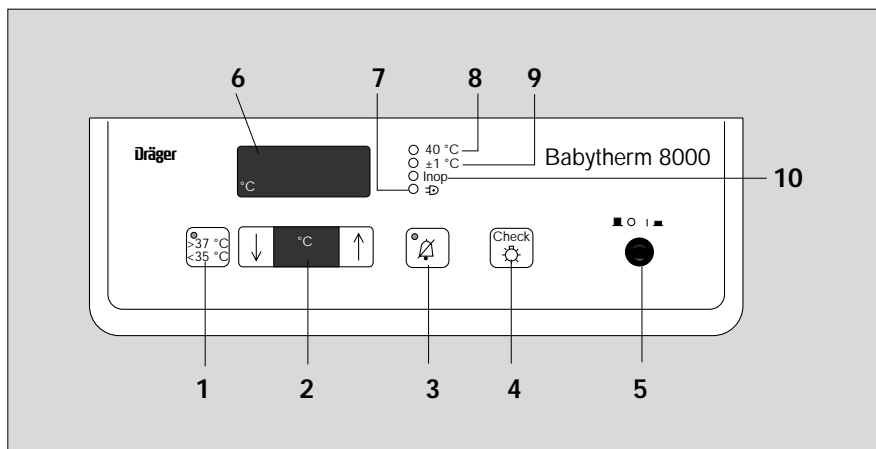 6
7
8
9
Dräger
°C
40 °C
±1 °C
Inop
Babytherm 8000
10
>37 °C
<35 °C
°C
Check
1
2
3
4
5